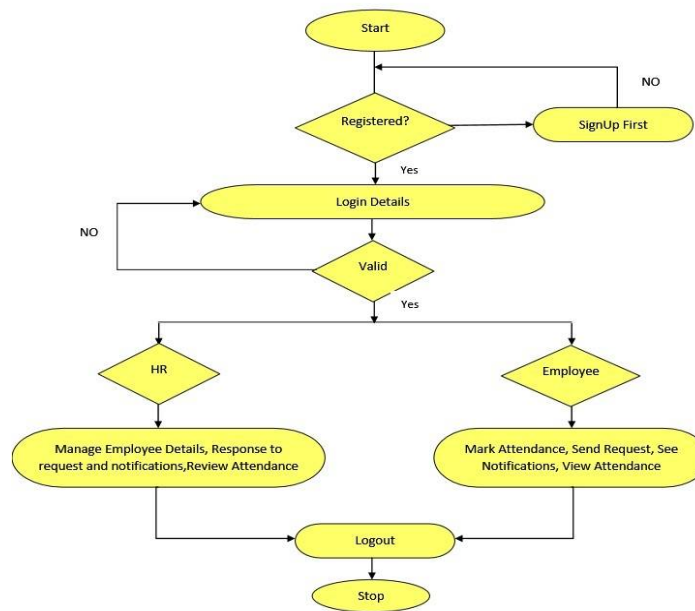 Start
NO
Registered?
SignUp First
Yes
Login Details
NO
Valid
Yes
HR
Employee
Manage Employee Details, Response to
request and notifications,Review Attendance
Mark Attendance, Send Request, See
Notifications, View Attendance
Logout
Stop